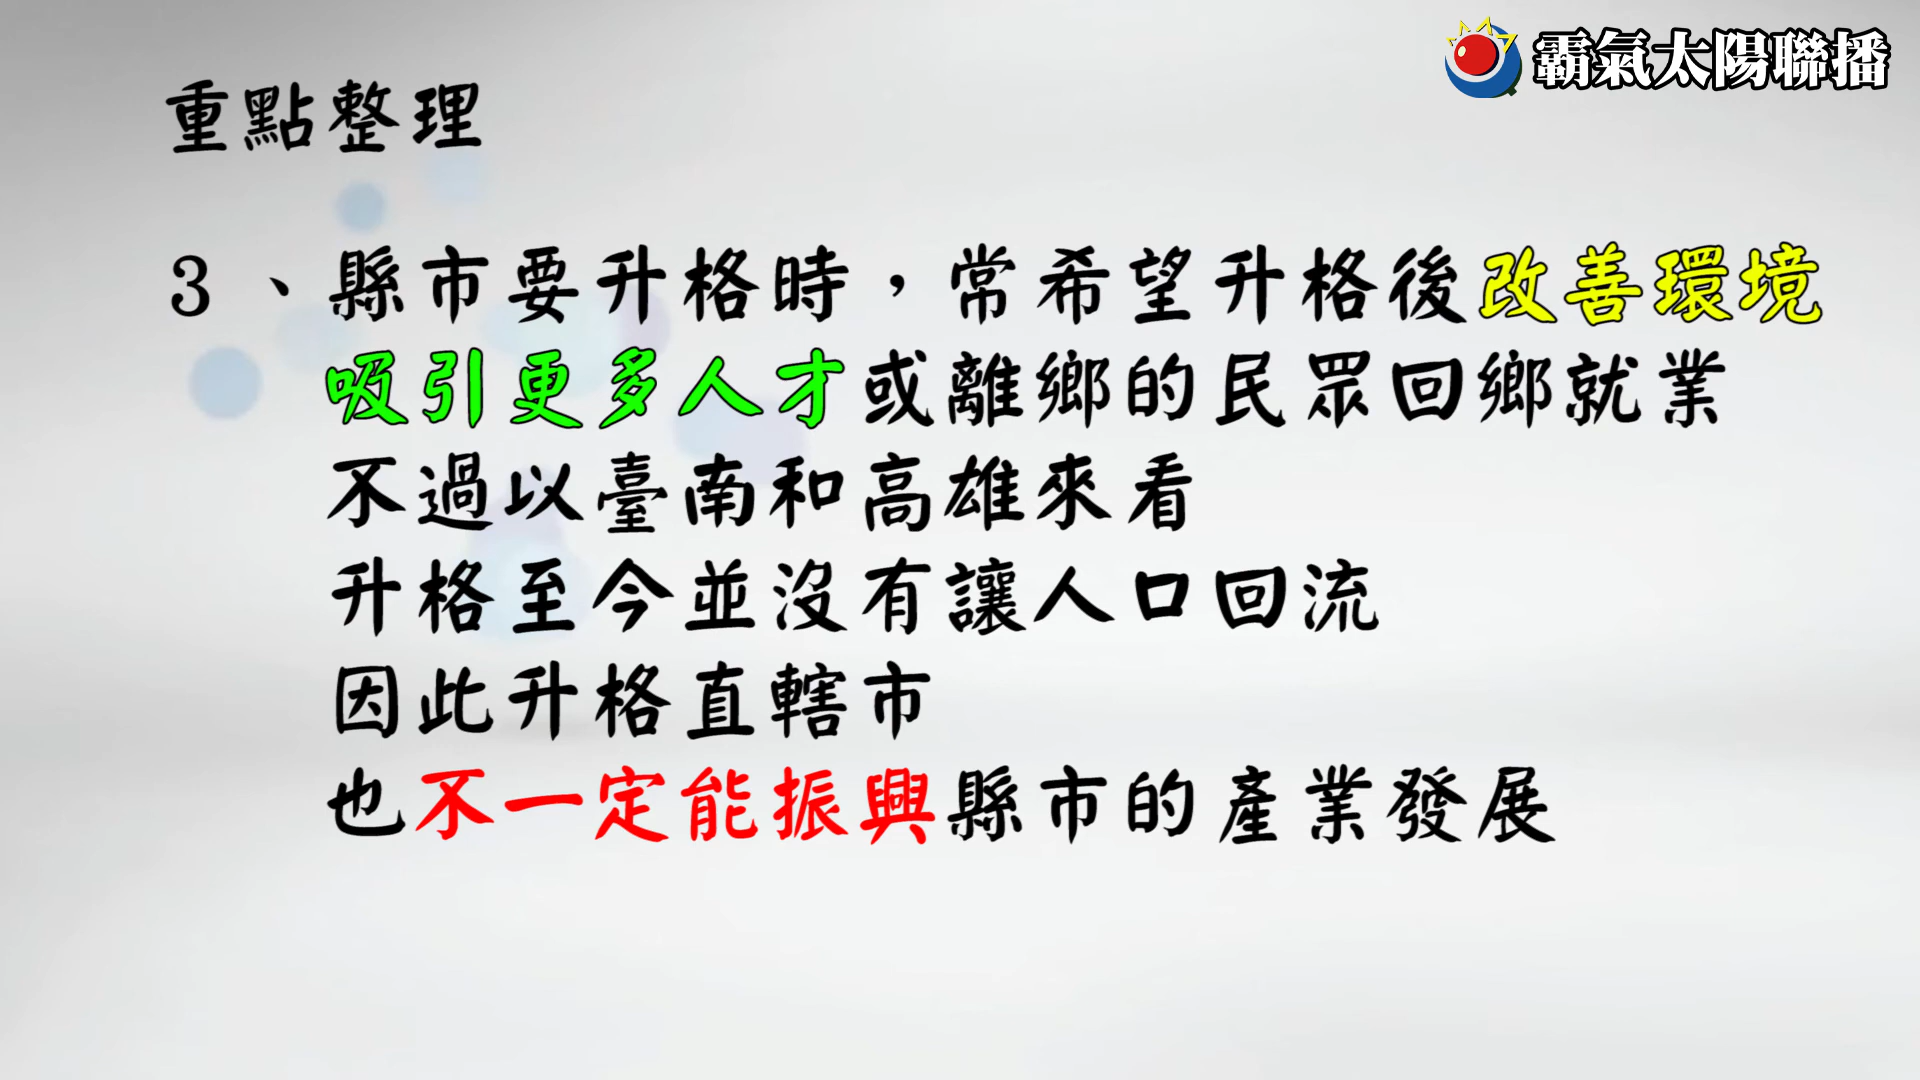 霸氣太陽聯播
重點整理
3、縣市要升格時，常希望升格後改善環境
吸引更多人才或離鄉的民眾回鄉就業
不過以臺南和高雄來看
升格至今並沒有讓人口回流
因此升格直轄市
也不一定能振興縣市的產業發展